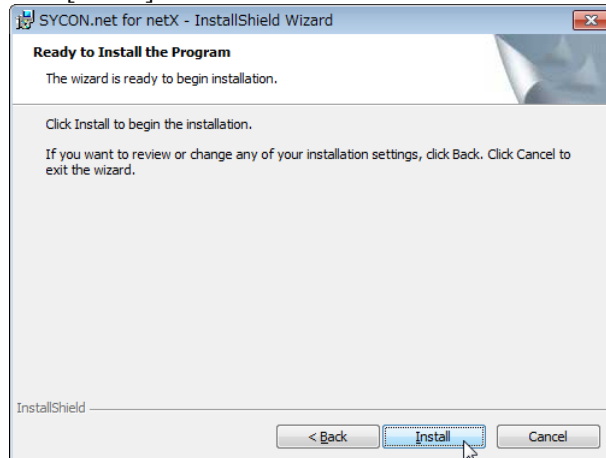 SYCON.net for netX - InstallShield Wizard
Ready to Install the Program
The wizard is ready to begin installation.
Click Install to begin the installation.
If you want to review or change any of your installation settings, click Back. Click Cancel to
exit the wizard.
InstallShield
< Back Install Cancel